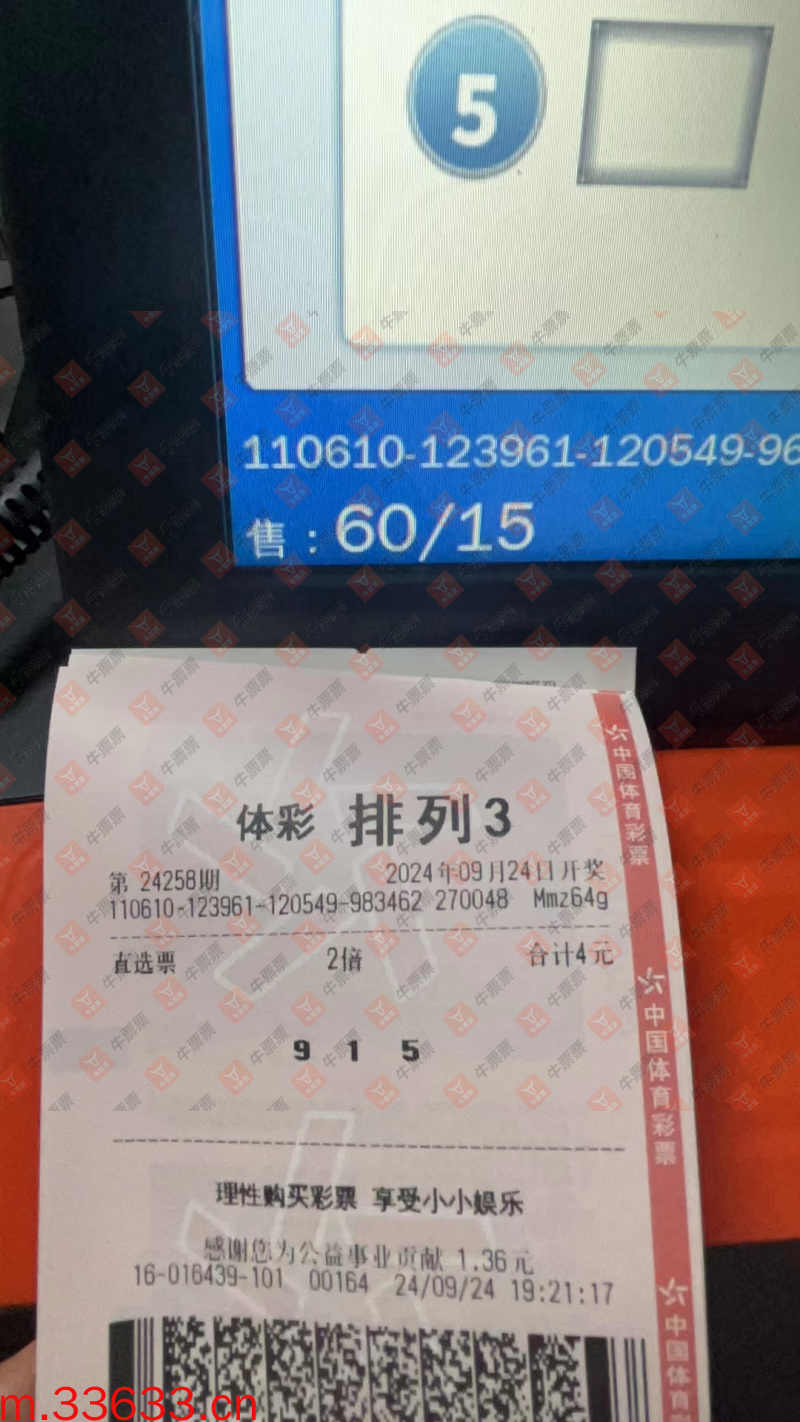 5
110610-123961-120549-96
售：60/15
体彩 排列3
第 24258期 2024年09月24日开奖
110610-123961-120549-983462 270048 Mmz64g
直选票 2倍 合计4元
9 1 5
理性购买彩票 享受小小娱乐
感谢您为公益事业贡献 1.36元
16-016439-101 00164 24/09/24 19:21:17
中国体育彩票
中国体育彩票
中国体育
牛票票
m.33633.cn